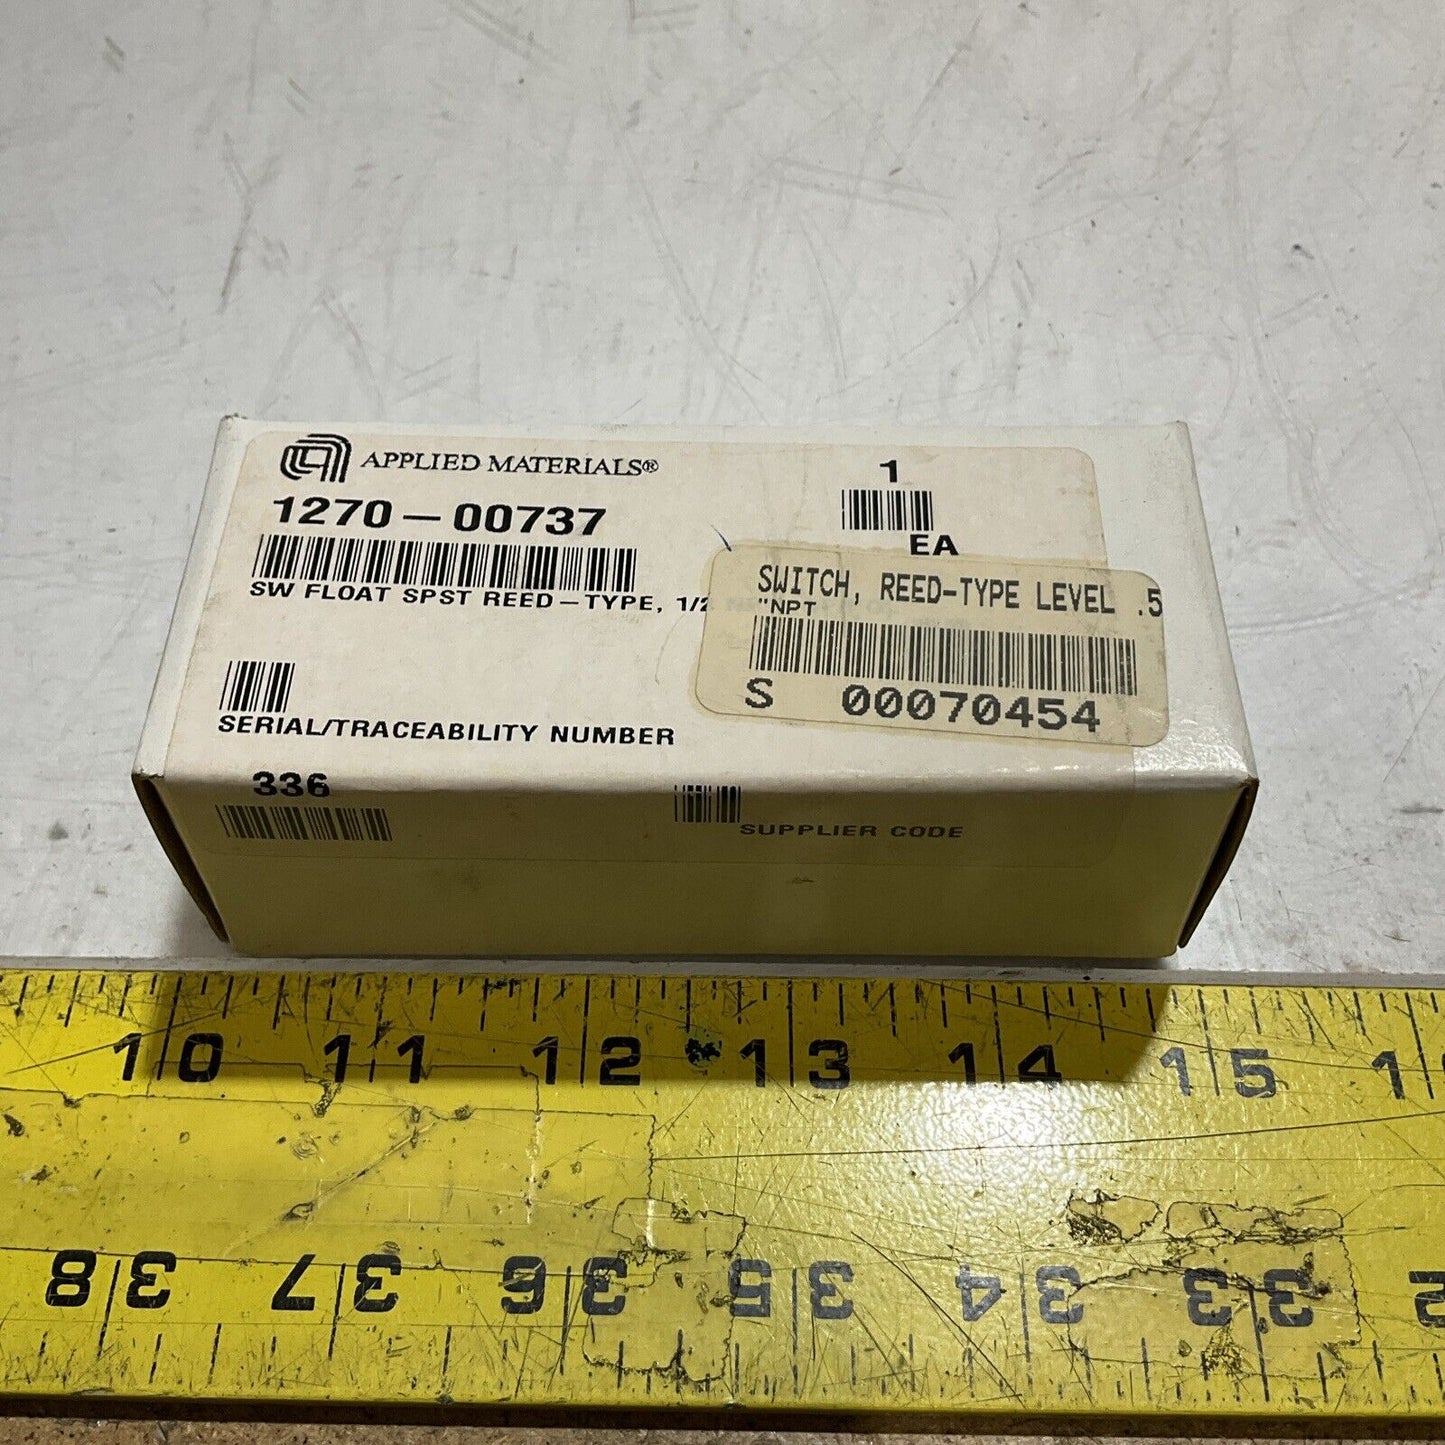 APPLIED MATERIALS®
1270-00737
1
EA
SW FLOAT SPST REED-TYPE, 1/2
SWITCH, REED-TYPE LEVEL .5
"NPT
S 00070454
SERIAL/TRACEABILITY NUMBER
336
SUPPLIER CODE
10 11 12 13 14 15 1
38 37 36 35 34 33 2